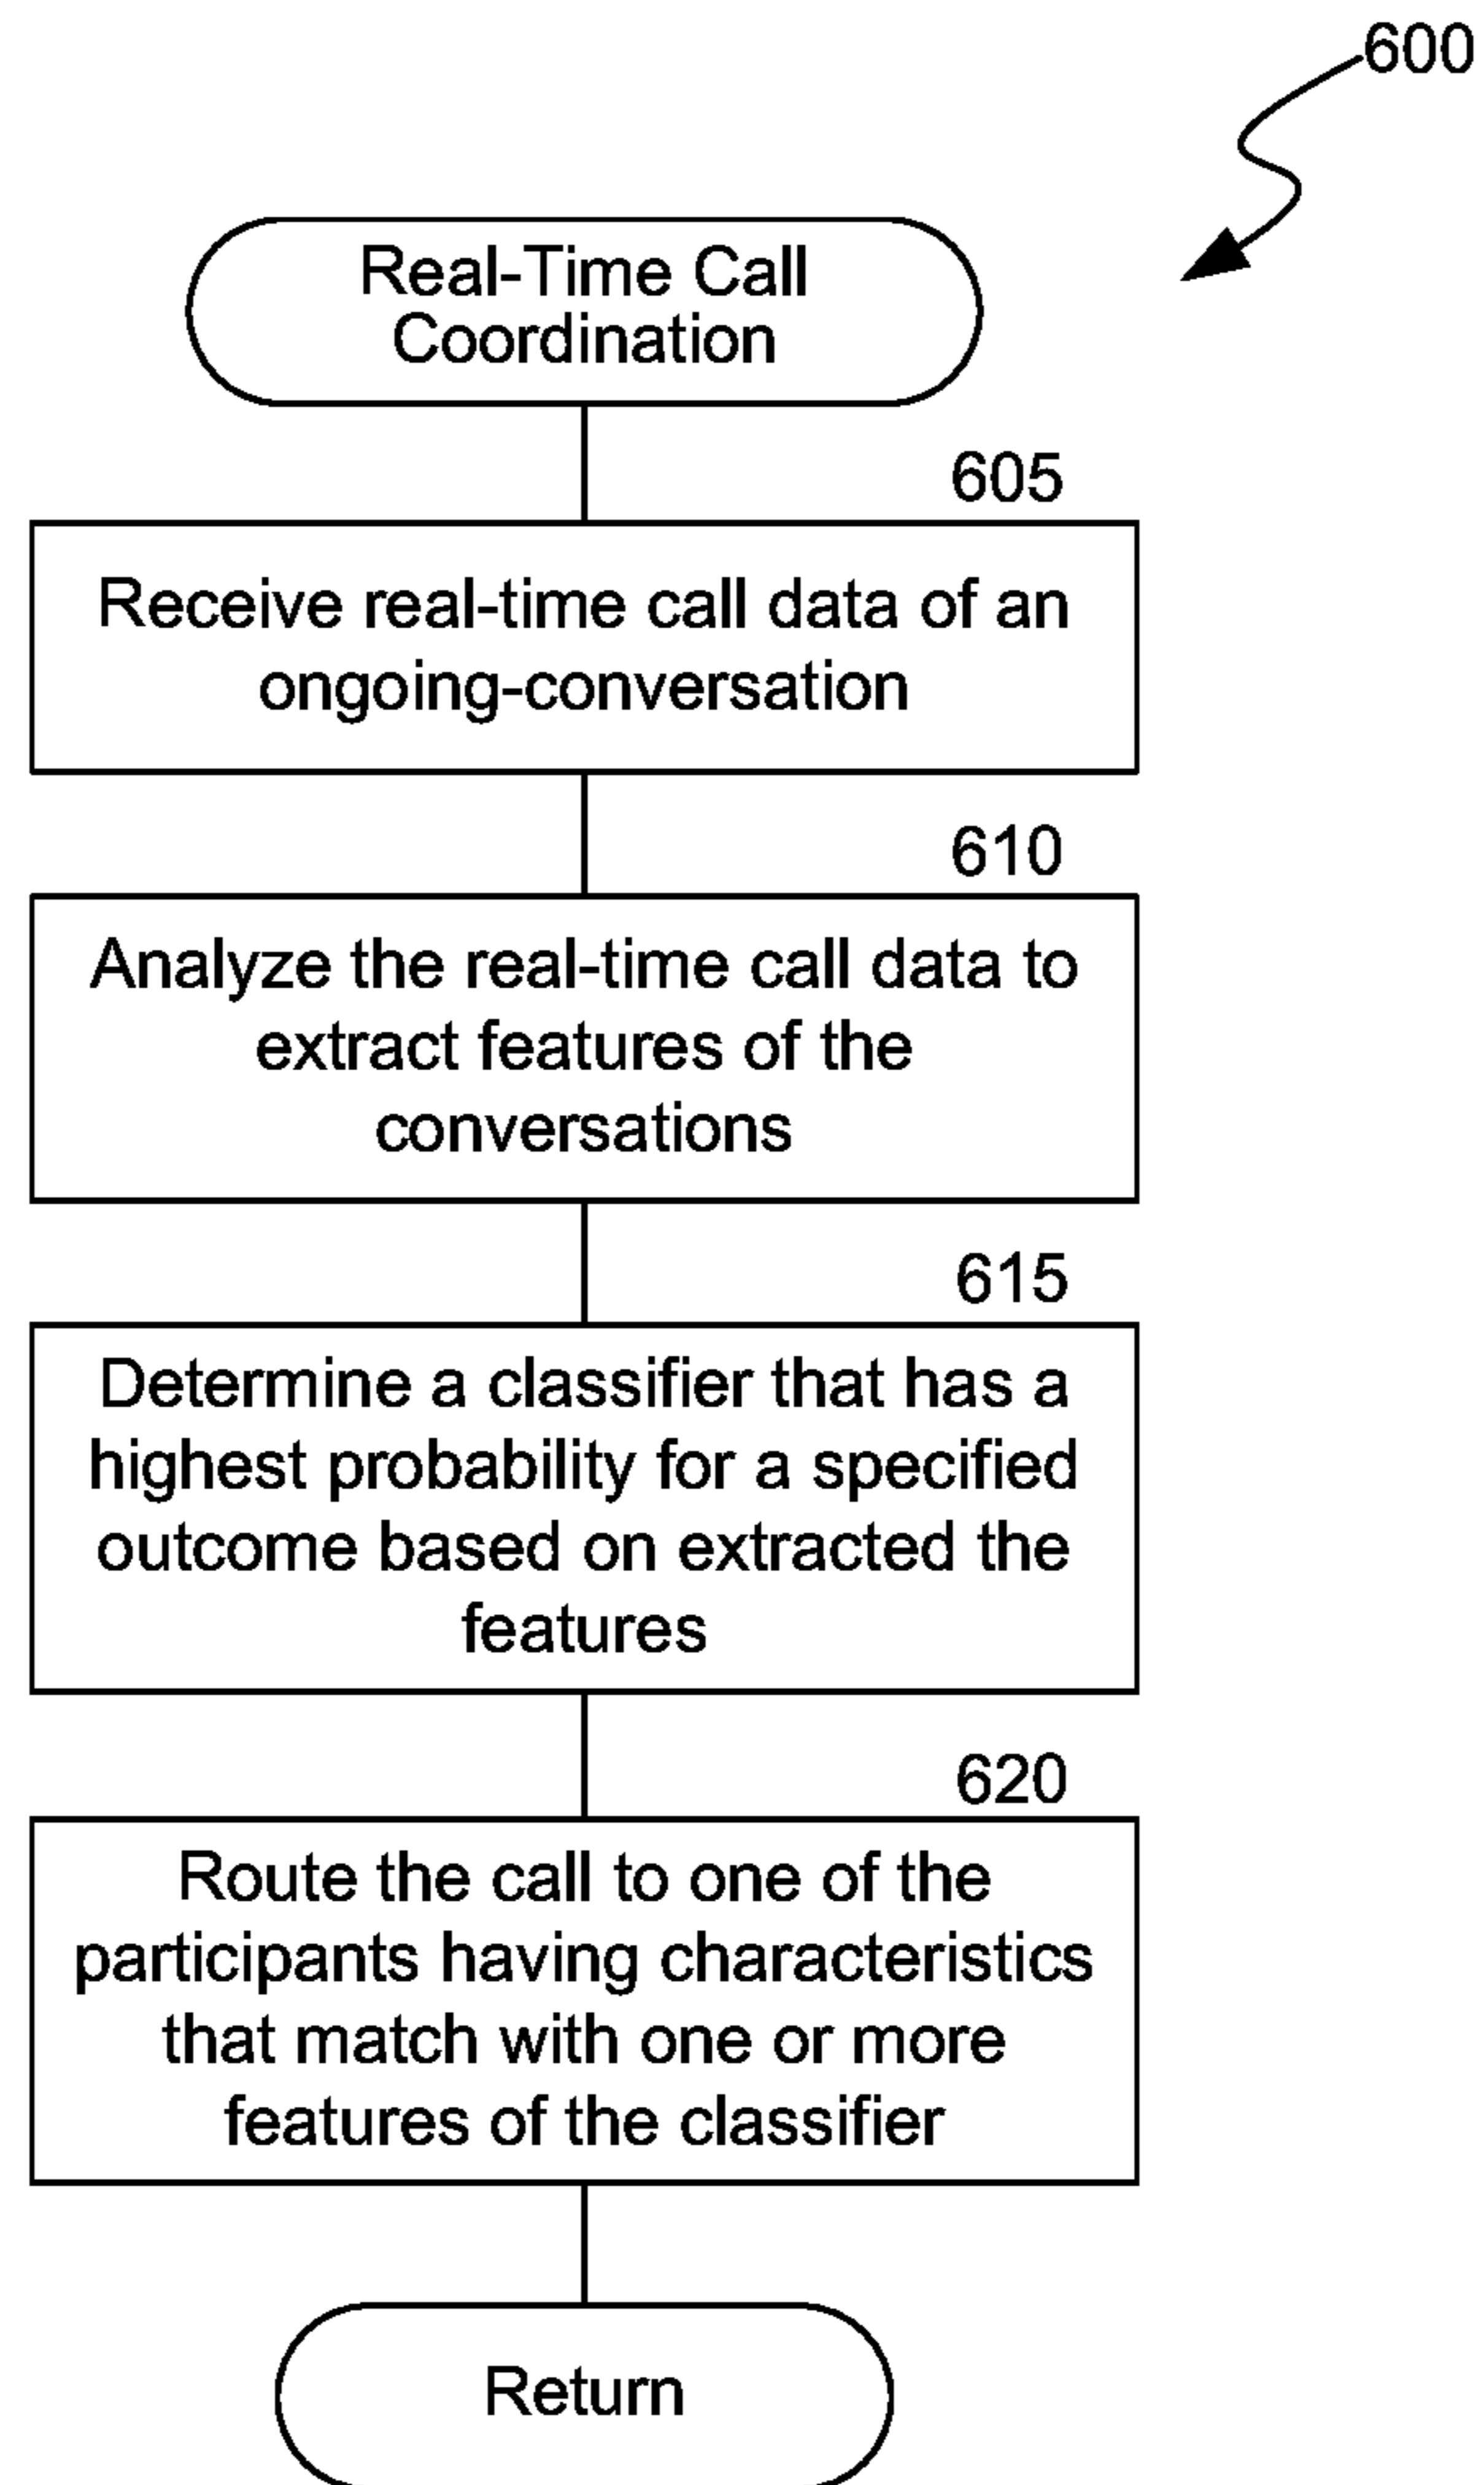 600
Real-Time Call
Coordination
605
Receive real-time call data of an
ongoing-conversation
610
Analyze the real-time call data to
extract features of the
conversations
615
Determine a classifier that has a
highest probability for a specified
outcome based on extracted the
features
620
Route the call to one of the
participants having characteristics
that match with one or more
features of the classifier
Return